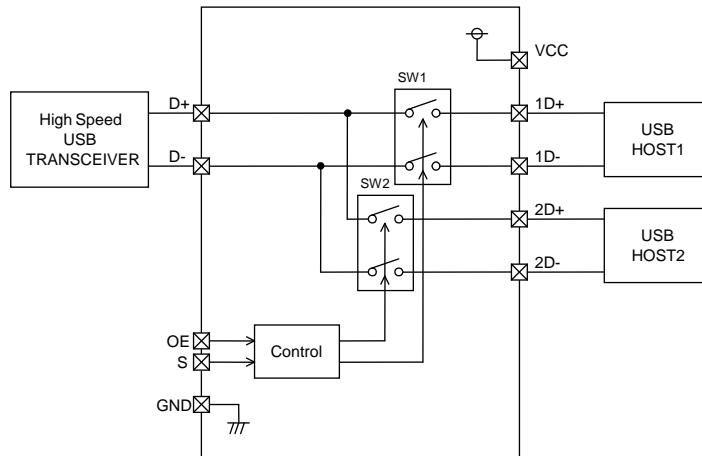 VCC
SW1
D+
1D+
High Speed
USB
TRANSCEIVER
USB
HOST1
D-
1D-
SW2
2D+
USB
HOST2
2D-
OE
S
Control
GND